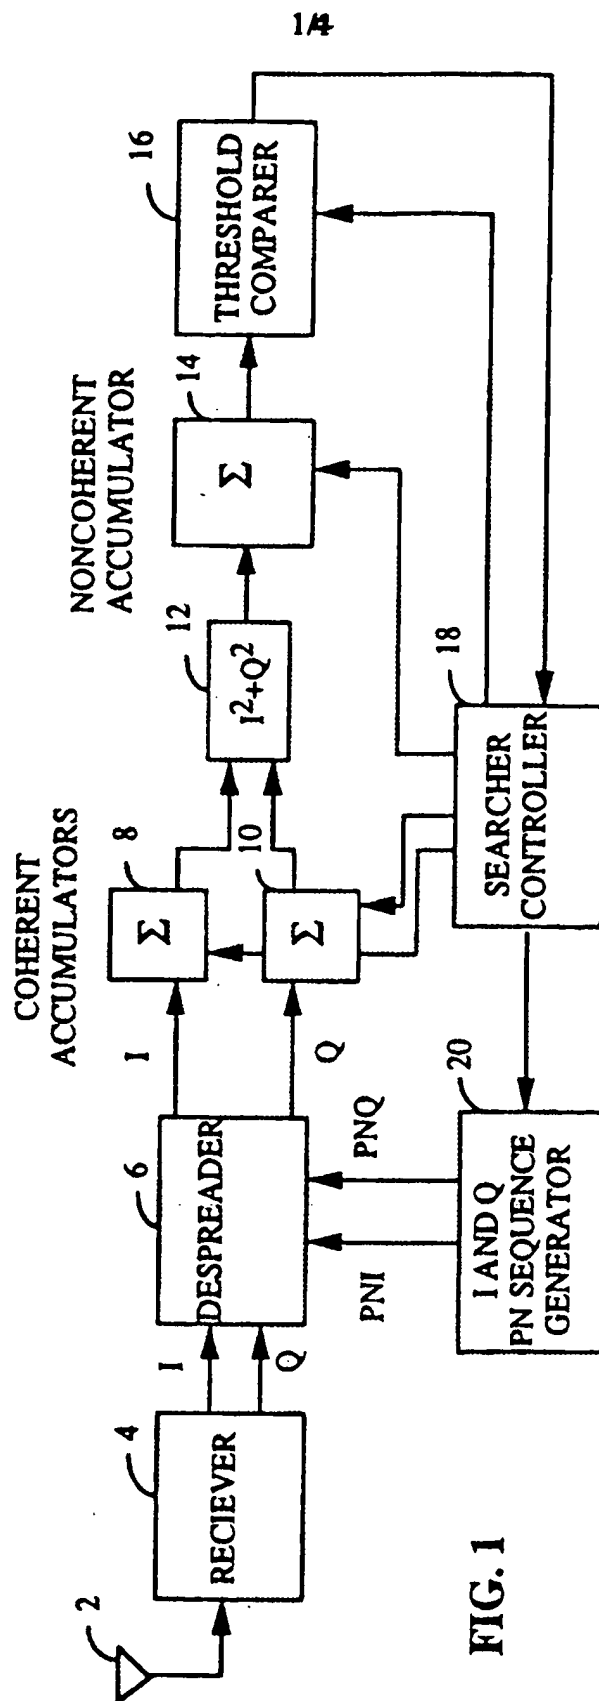 1/4
2
4
RECIEVER
I
Q
6
DESPREADER
I
Q
PNI
PNQ
20
I AND Q
PN SEQUENCE
GENERATOR
COHERENT
ACCUMULATORS
8
Σ
10
Σ
12
I²+Q²
NONCOHERENT
ACCUMULATOR
14
Σ
16
THRESHOLD
COMPARER
18
SEARCHER
CONTROLLER
FIG. 1